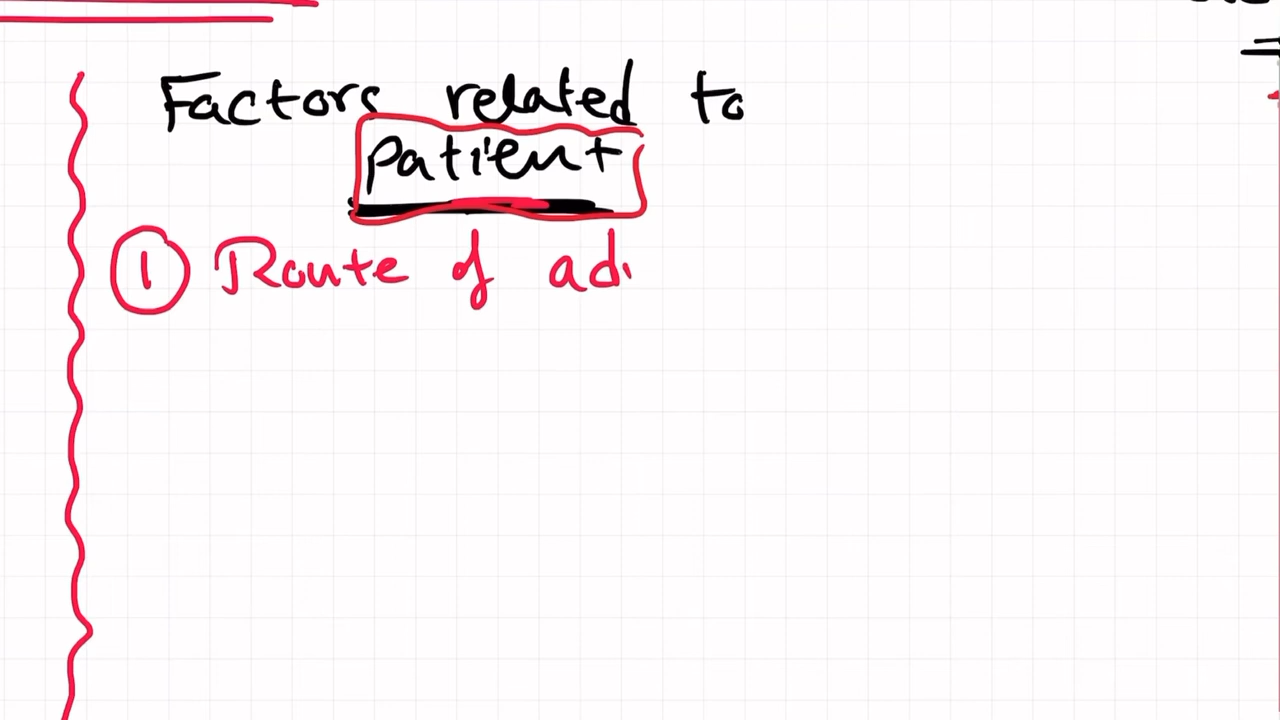 Factors related to
patient
① Route of ad